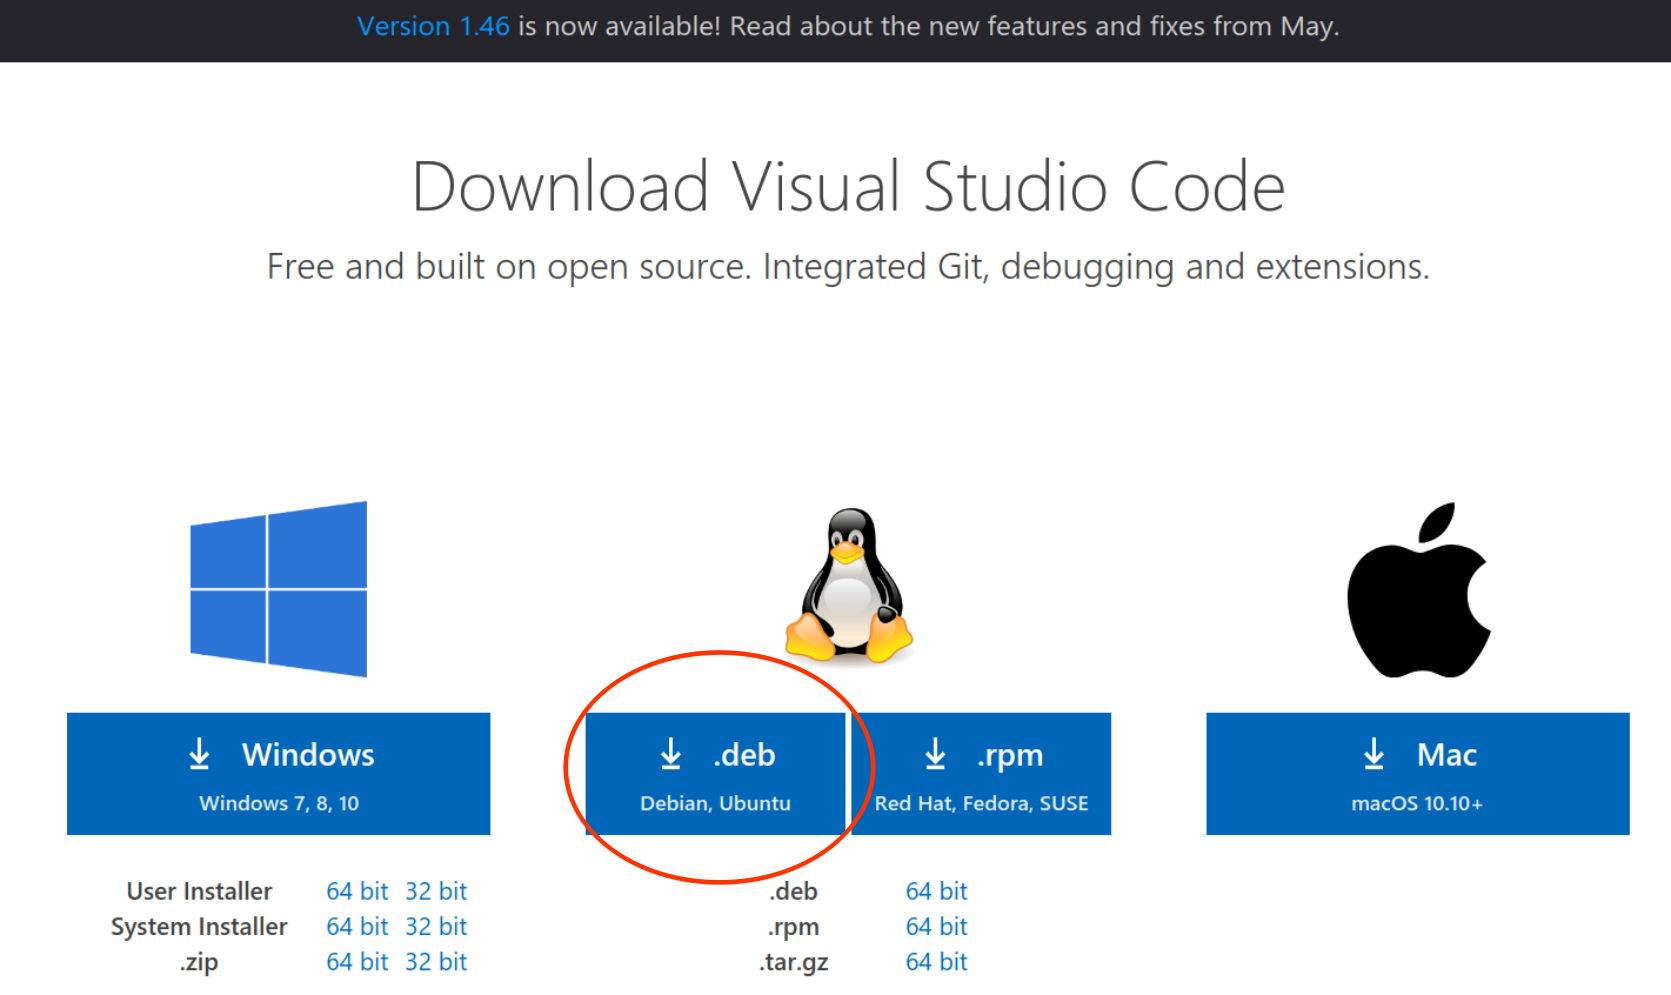 Version 1.46 is now available! Read about the new features and fixes from May.
Download Visual Studio Code
Free and built on open source. Integrated Git, debugging and extensions.
Windows
Windows 7, 8, 10
.deb
Debian, Ubuntu
.rpm
Red Hat, Fedora, SUSE
Mac
macOS 10.10+
User Installer 64 bit 32 bit
System Installer 64 bit 32 bit
.zip 64 bit 32 bit
.deb 64 bit
.rpm 64 bit
.tar.gz 64 bit